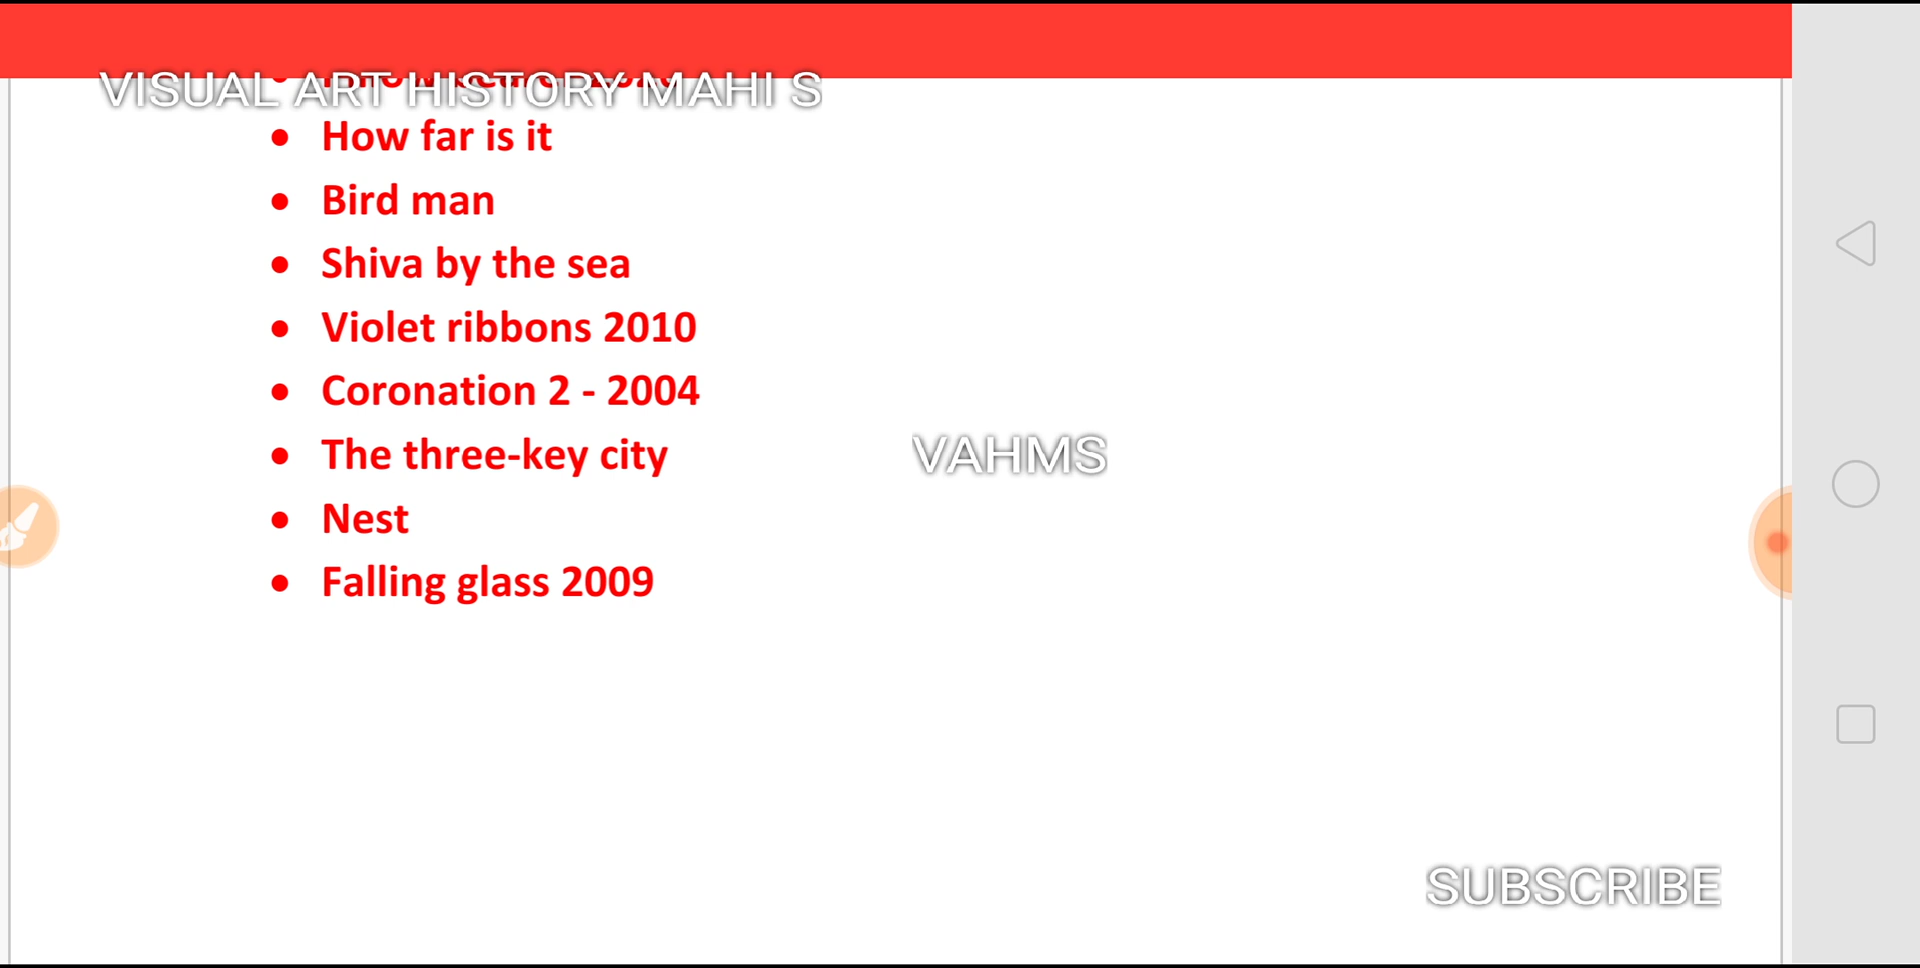 VISUAL ART HISTORY MAHI S
• How far is it
• Bird man
• Shiva by the sea
• Violet ribbons 2010
• Coronation 2 - 2004
• The three-key city
VAHMS
• Nest
• Falling glass 2009
SUBSCRIBE